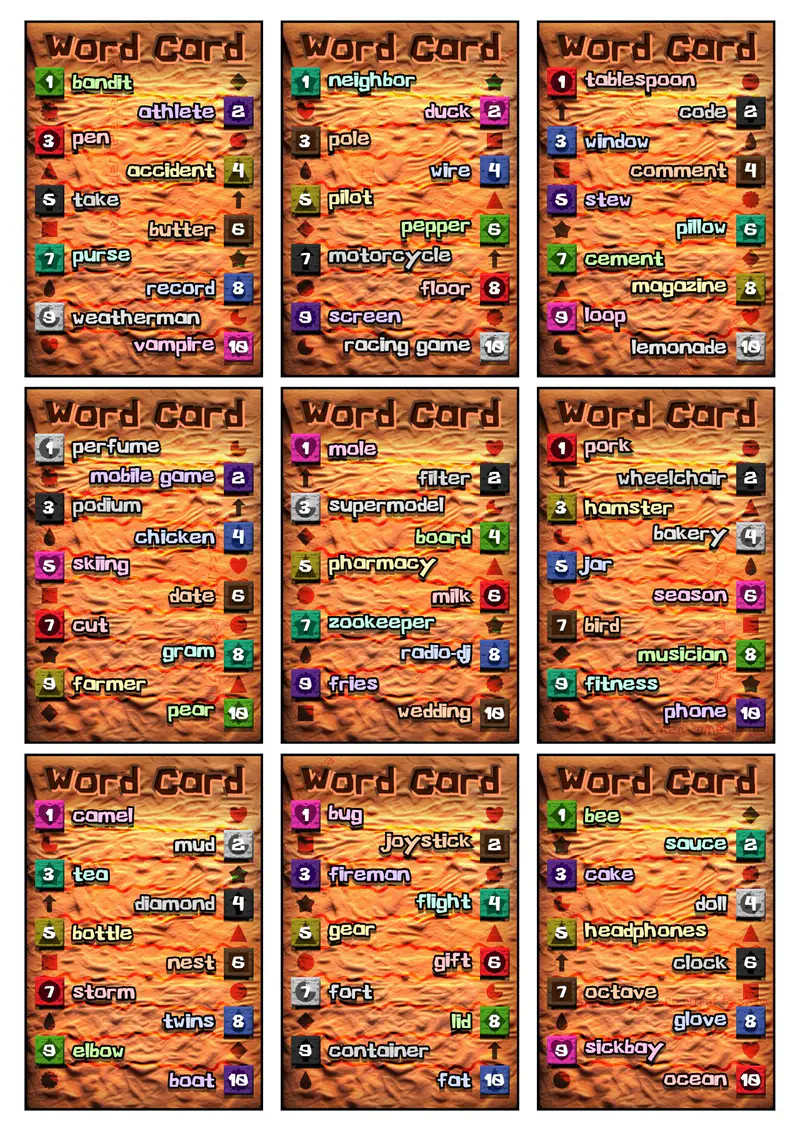 Word Card
1 bandit
athlete 2
3 pen
accident 4
5 take
butter 6
7 purse
record 8
9 weatherman
vampire 10
Word Card
1 neighbor
duck 2
3 pole
wire 4
5 pilot
pepper 6
7 motorcycle
floor 8
9 screen
racing game 10
Word Card
1 tablespoon
code 2
3 window
comment 4
5 stew
pillow 6
7 cement
magazine 8
9 loop
lemonade 10
Word Card
1 perfume
mobile game 2
3 podium
chicken 4
5 skiing
date 6
7 cut
gram 8
9 farmer
pear 10
Word Card
1 mole
filter 2
3 supermodel
board 4
5 pharmacy
milk 6
7 zookeeper
radio-dj 8
9 fries
wedding 10
Word Card
1 pork
wheelchair 2
3 hamster
bakery 4
5 jar
season 6
7 bird
musician 8
9 fitness
phone 10
Word Card
1 camel
mud 2
3 tea
diamond 4
5 bottle
nest 6
7 storm
twins 8
9 elbow
boat 10
Word Card
1 bug
joystick 2
3 fireman
flight 4
5 gear
gift 6
7 fort
lid 8
9 container
fat 10
Word Card
1 bee
sauce 2
3 cake
doll 4
5 headphones
clock 6
7 octave
glove 8
9 sickbay
ocean 10